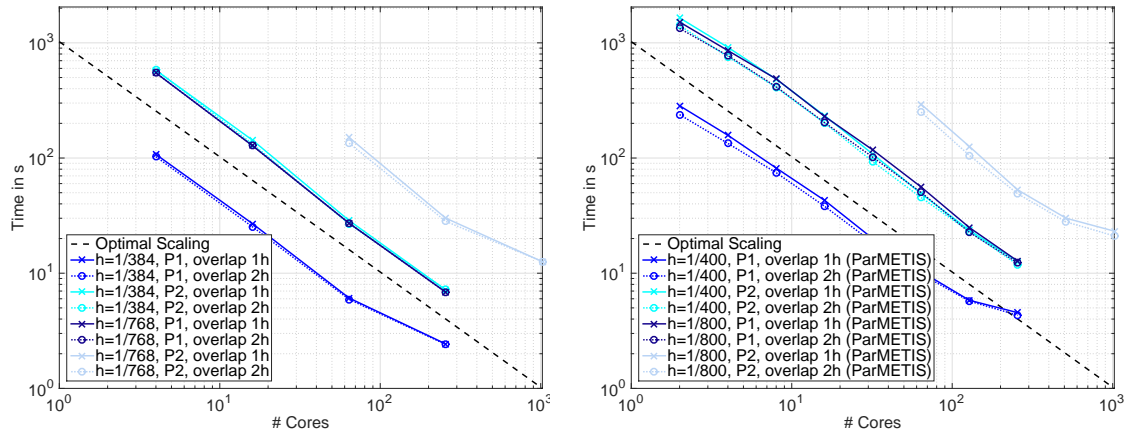 10^3
10^2
10^1
10^0
Time in s
Optimal Scaling
h=1/384, P1, overlap 1h
h=1/384, P1, overlap 2h
h=1/384, P2, overlap 1h
h=1/384, P2, overlap 2h
h=1/768, P1, overlap 1h
h=1/768, P1, overlap 2h
h=1/768, P2, overlap 1h
h=1/768, P2, overlap 2h
10^0 10^1 10^2 10^3
# Cores
10^3
10^2
10^1
10^0
Time in s
Optimal Scaling
h=1/400, P1, overlap 1h (ParMETIS)
h=1/400, P1, overlap 2h (ParMETIS)
h=1/400, P2, overlap 1h (ParMETIS)
h=1/400, P2, overlap 2h (ParMETIS)
h=1/800, P1, overlap 1h (ParMETIS)
h=1/800, P1, overlap 2h (ParMETIS)
h=1/800, P2, overlap 1h (ParMETIS)
h=1/800, P2, overlap 2h (ParMETIS)
10^0 10^1 10^2 10^3
# Cores